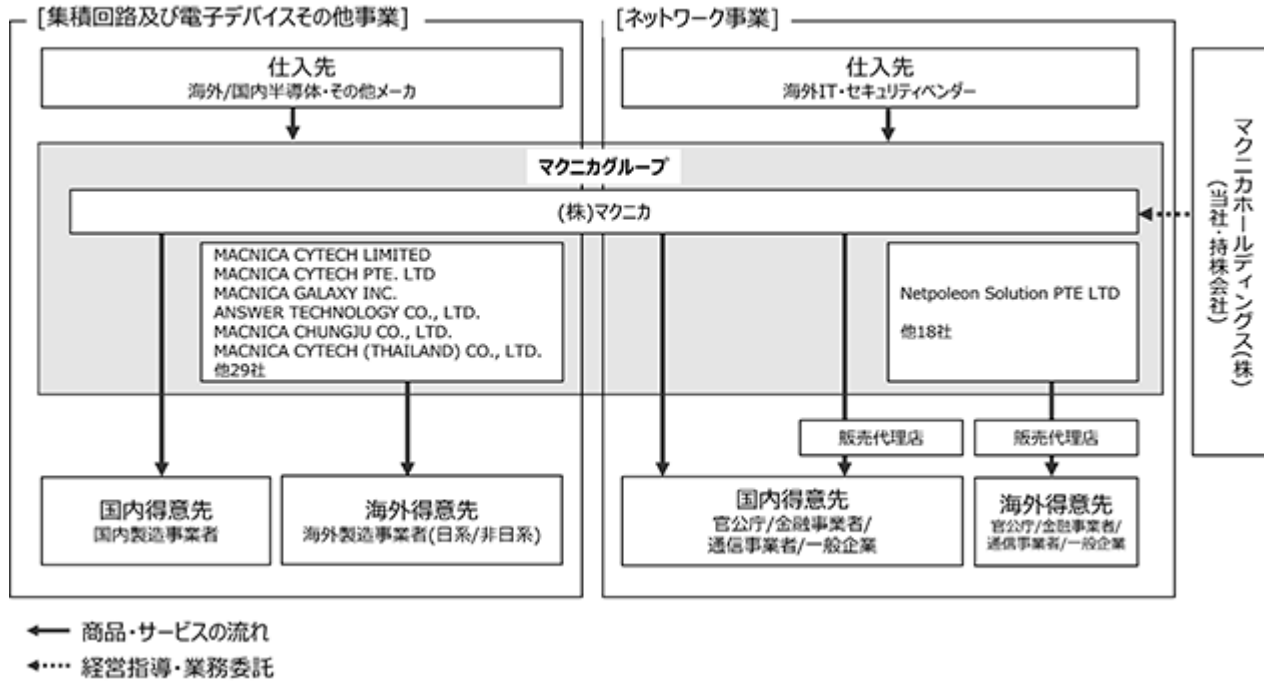 [集積回路及び電子デバイスその他事業]
仕入先
海外/国内半導体・その他メーカ
[ネットワーク事業]
仕入先
海外IT・セキュリティベンダー
マクニカグループ
(株)マクニカ
MACNICA CYTECH LIMITED
MACNICA CYTECH PTE. LTD
MACNICA GALAXY INC.
ANSWER TECHNOLOGY CO., LTD.
MACNICA CHUNGJU CO., LTD.
MACNICA CYTECH (THAILAND) CO., LTD.
他29社
Netpoleon Solution PTE LTD
他18社
マクニカホールディングス(株)
(当社・持株会社)
販売代理店
販売代理店
国内得意先
国内製造事業者
海外得意先
海外製造事業者(日系/非日系)
国内得意先
官公庁/金融事業者/
通信事業者/一般企業
海外得意先
官公庁/金融事業者/
通信事業者/一般企業
商品・サービスの流れ
経営指導・業務委託